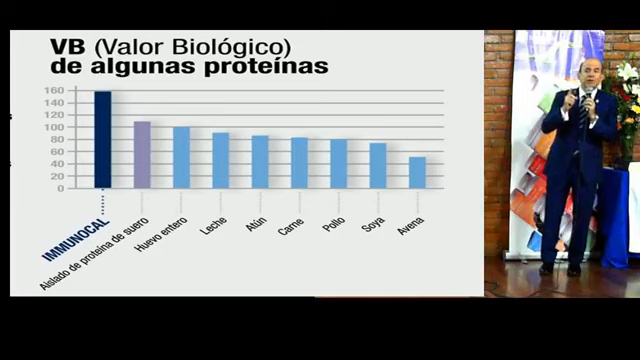 VB (Valor Biológico)
de algunas proteínas
160
140
120
100
80
60
40
20
0
IMMUNOCAL
Aislado de proteína de suero
Huevo entero
Leche
Atún
Carne
Pollo
Soya
Avena